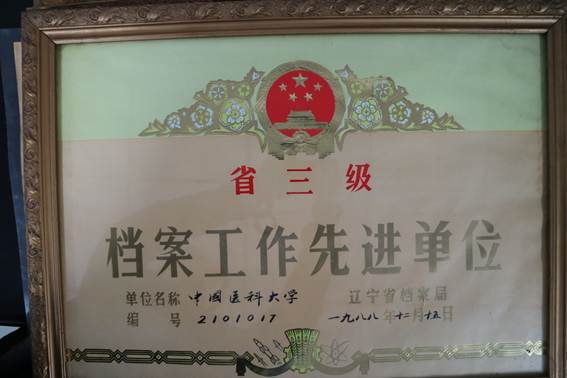 省三级
档案工作先进单位
单位名称 中國医科大学 辽宁省档案局
编号 2101017 一九八八年十二月十五日